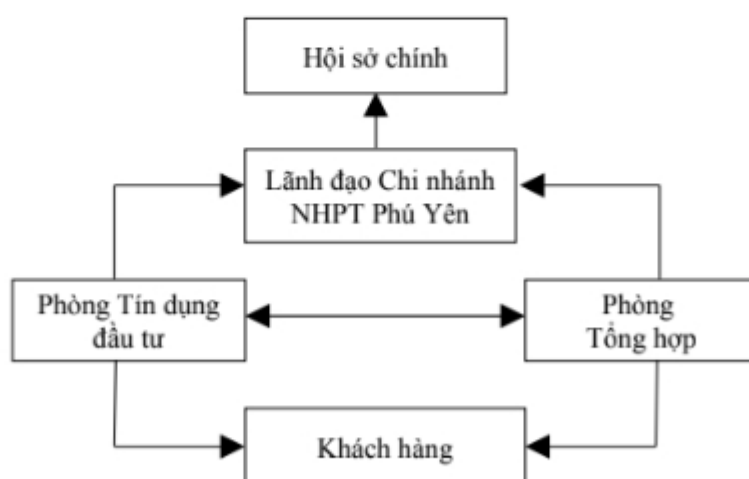 Hội sở chính
Lãnh đạo Chi nhánh
NHPT Phú Yên
Phòng Tín dụng
đầu tư
Phòng
Tổng hợp
Khách hàng